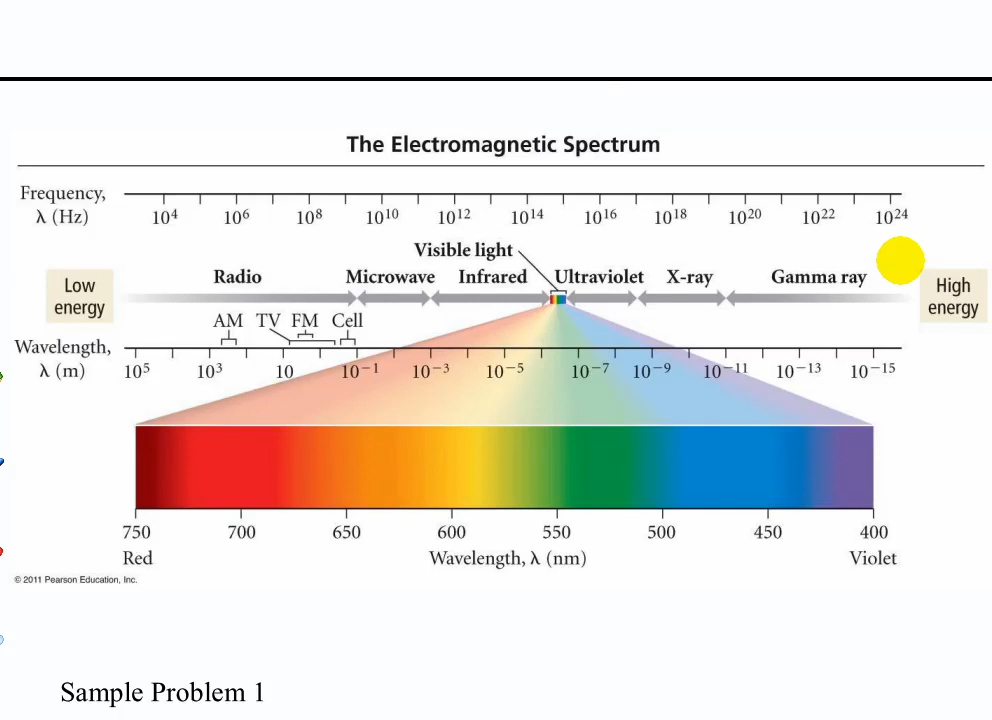 The Electromagnetic Spectrum
Frequency,
λ (Hz)
10⁴ 10⁶ 10⁸ 10¹⁰ 10¹² 10¹⁴ 10¹⁶ 10¹⁸ 10²⁰ 10²² 10²⁴
Visible light
Low energy
Radio Microwave Infrared Ultraviolet X-ray Gamma ray
High energy
AM TV FM Cell
Wavelength,
λ (m)
10⁵ 10³ 10 10⁻¹ 10⁻³ 10⁻⁵ 10⁻⁷ 10⁻⁹ 10⁻¹¹ 10⁻¹³ 10⁻¹⁵
750 700 650 600 550 500 450 400
Red Wavelength, λ (nm) Violet
© 2011 Pearson Education, Inc.
Sample Problem 1